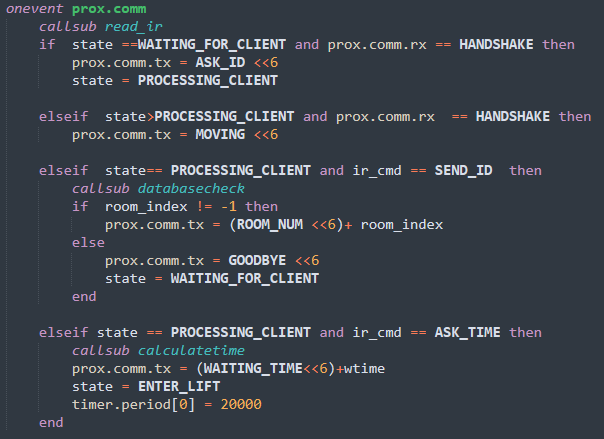 onevent prox.comm
    callsub read_ir
    if  state ==WAITING_FOR_CLIENT and prox.comm.rx == HANDSHAKE then
        prox.comm.tx = ASK_ID <<6
        state = PROCESSING_CLIENT

    elseif  state>PROCESSING_CLIENT and prox.comm.rx  == HANDSHAKE then
        prox.comm.tx = MOVING <<6

    elseif  state== PROCESSING_CLIENT and ir_cmd == SEND_ID  then
        callsub databasecheck
        if  room_index != -1 then
            prox.comm.tx = (ROOM_NUM <<6)+ room_index
        else
            prox.comm.tx = GOODBYE <<6
            state = WAITING_FOR_CLIENT
        end

    elseif state == PROCESSING_CLIENT and ir_cmd == ASK_TIME then
        callsub calculatetime
        prox.comm.tx = (WAITING_TIME<<6)+wtime
        state = ENTER_LIFT
        timer.period[0] = 20000
    end